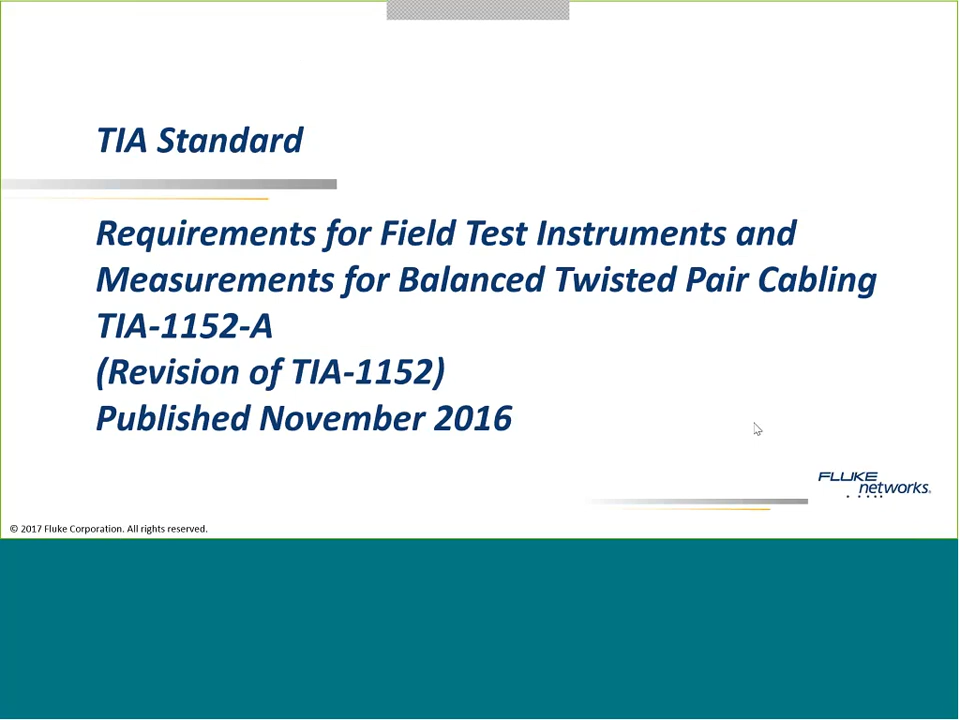 TIA Standard
Requirements for Field Test Instruments and
Measurements for Balanced Twisted Pair Cabling
TIA-1152-A
(Revision of TIA-1152)
Published November 2016
FLUKE
networks.
© 2017 Fluke Corporation. All rights reserved.